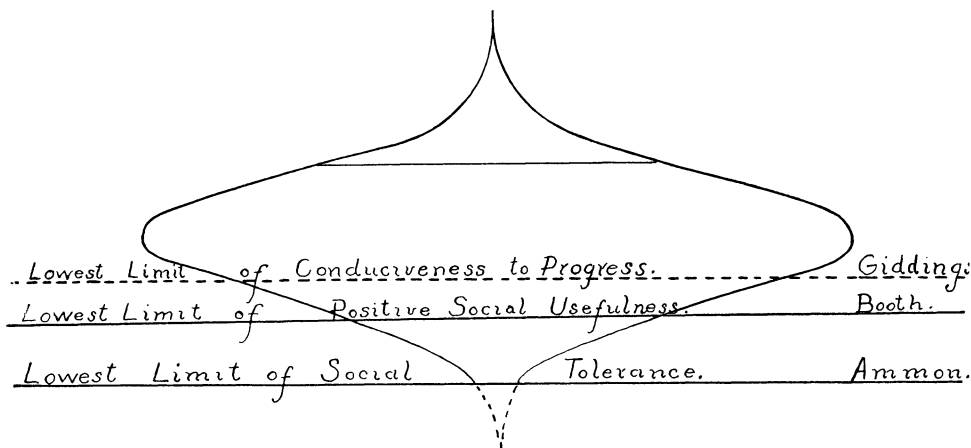 Lowest Limit of Conduciveness to Progress. Giddings
Lowest Limit of Positive Social Usefulness. Booth.
Lowest Limit of Social Tolerance. Ammon.